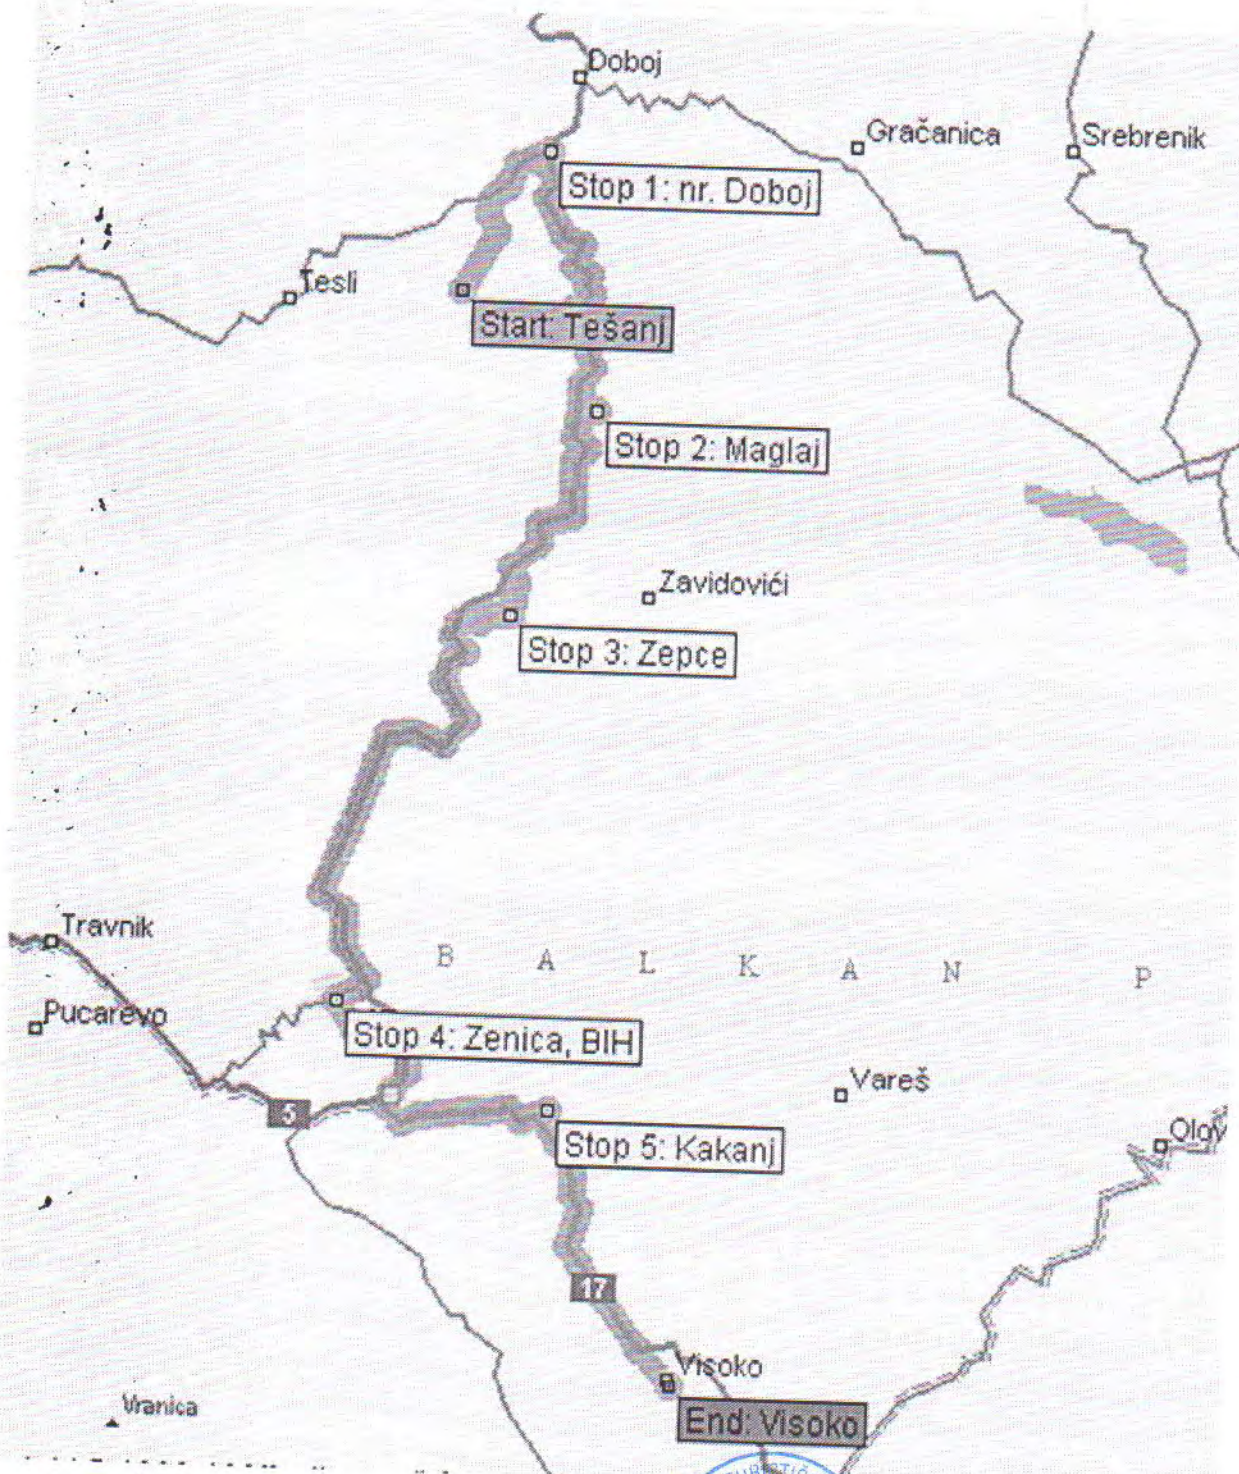 Doboj
Gračanica
Srebrenik
Stop 1: nr. Doboj
Tesli
Start: Tešanj
Stop 2: Maglaj
Zavidovići
Stop 3: Zepce
Travnik
B A L K A N P
Pucarevo
Stop 4: Zenica, BIH
Vareš
5
Olov
Stop 5: Kakanj
17
Visoko
Vranica
End: Visoko